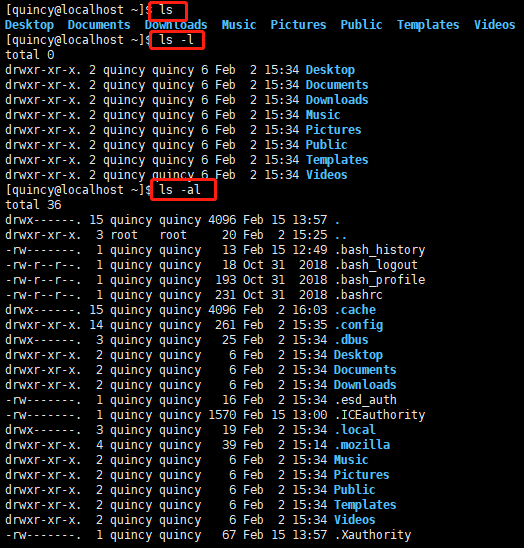 [quincy@localhost ~]$ ls
Desktop  Documents  Downloads  Music  Pictures  Public  Templates  Videos
[quincy@localhost ~]$ ls -l
total 0
drwxr-xr-x. 2 quincy quincy 6 Feb  2 15:34 Desktop
drwxr-xr-x. 2 quincy quincy 6 Feb  2 15:34 Documents
drwxr-xr-x. 2 quincy quincy 6 Feb  2 15:34 Downloads
drwxr-xr-x. 2 quincy quincy 6 Feb  2 15:34 Music
drwxr-xr-x. 2 quincy quincy 6 Feb  2 15:34 Pictures
drwxr-xr-x. 2 quincy quincy 6 Feb  2 15:34 Public
drwxr-xr-x. 2 quincy quincy 6 Feb  2 15:34 Templates
drwxr-xr-x. 2 quincy quincy 6 Feb  2 15:34 Videos
[quincy@localhost ~]$ ls -al
total 36
drwx------. 15 quincy quincy 4096 Feb 15 13:57 .
drwxr-xr-x.  3 root   root     20 Feb  2 15:25 ..
-rw-------.  1 quincy quincy   13 Feb 15 12:49 .bash_history
-rw-r--r--.  1 quincy quincy   18 Oct 31  2018 .bash_logout
-rw-r--r--.  1 quincy quincy  193 Oct 31  2018 .bash_profile
-rw-r--r--.  1 quincy quincy  231 Oct 31  2018 .bashrc
drwx------. 15 quincy quincy 4096 Feb  2 16:03 .cache
drwxr-xr-x. 14 quincy quincy  261 Feb  2 15:35 .config
drwx------.  3 quincy quincy   25 Feb  2 15:34 .dbus
drwxr-xr-x.  2 quincy quincy    6 Feb  2 15:34 Desktop
drwxr-xr-x.  2 quincy quincy    6 Feb  2 15:34 Documents
drwxr-xr-x.  2 quincy quincy    6 Feb  2 15:34 Downloads
-rw-------.  1 quincy quincy   16 Feb  2 15:34 .esd_auth
-rw-------.  1 quincy quincy 1570 Feb 15 13:00 .ICEauthority
drwx------.  3 quincy quincy   19 Feb  2 15:34 .local
drwxr-xr-x.  4 quincy quincy   39 Feb  2 15:14 .mozilla
drwxr-xr-x.  2 quincy quincy    6 Feb  2 15:34 Music
drwxr-xr-x.  2 quincy quincy    6 Feb  2 15:34 Pictures
drwxr-xr-x.  2 quincy quincy    6 Feb  2 15:34 Public
drwxr-xr-x.  2 quincy quincy    6 Feb  2 15:34 Templates
drwxr-xr-x.  2 quincy quincy    6 Feb  2 15:34 Videos
-rw-------.  1 quincy quincy   67 Feb 15 13:57 .Xauthority